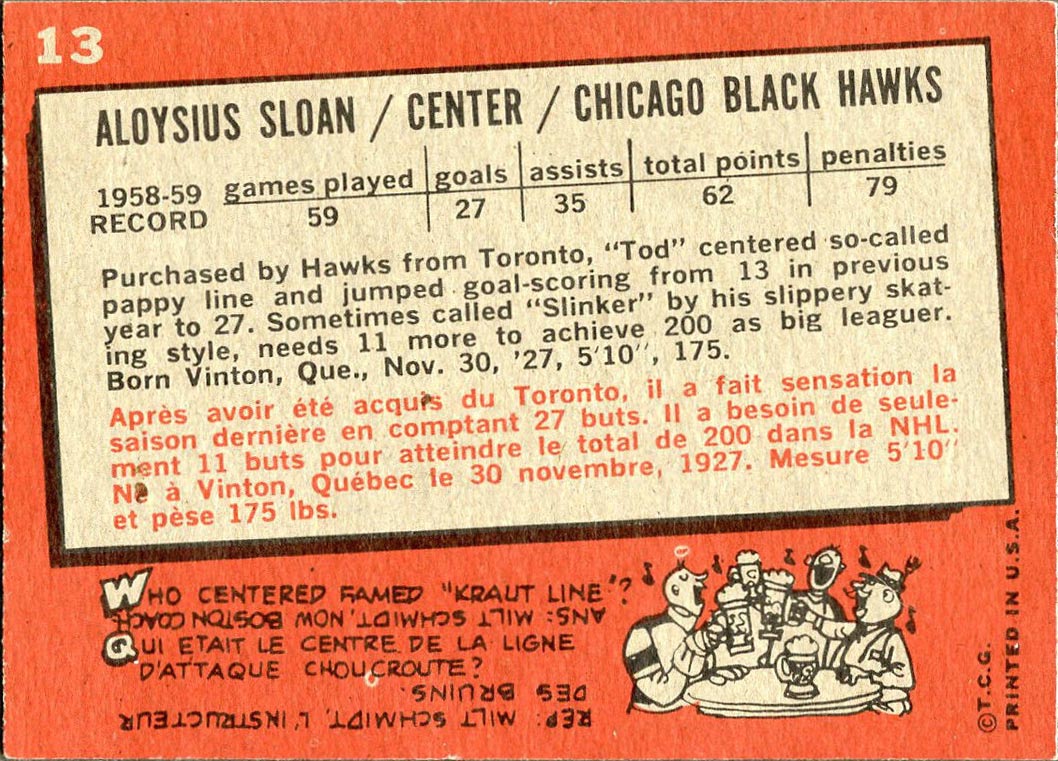 13
ALOYSIUS SLOAN / CENTER / CHICAGO BLACK HAWKS
1958-59 RECORD games played goals assists total points penalties
59 27 35 62 79
Purchased by Hawks from Toronto, "Tod" centered so-called
pappy line and jumped goal-scoring from 13 in previous
year to 27. Sometimes called "Slinker" by his slippery skat-
ing style, needs 11 more to achieve 200 as big leaguer.
Born Vinton, Que., Nov. 30, '27, 5'10", 175.
Après avoir été acquis du Toronto, il a fait sensation la
saison dernière en comptant 27 buts. Il a besoin de seule-
ment 11 buts pour atteindre le total de 200 dans la NHL.
Né à Vinton, Québec le 30 novembre, 1927. Mesure 5'10"
et pèse 175 lbs.
WHO CENTERED FAMED "KRAUT LINE"?
ANS: MILT SCHMIDT, NOW BOSTON COACH.
QUI ETAIT LE CENTRE DE LA LIGNE
D'ATTAQUE CHOUCROUTE?
REP: MILT SCHMIDT, L'INSTRUCTEUR
DES BRUINS
©T.C.G.
PRINTED IN U.S.A.